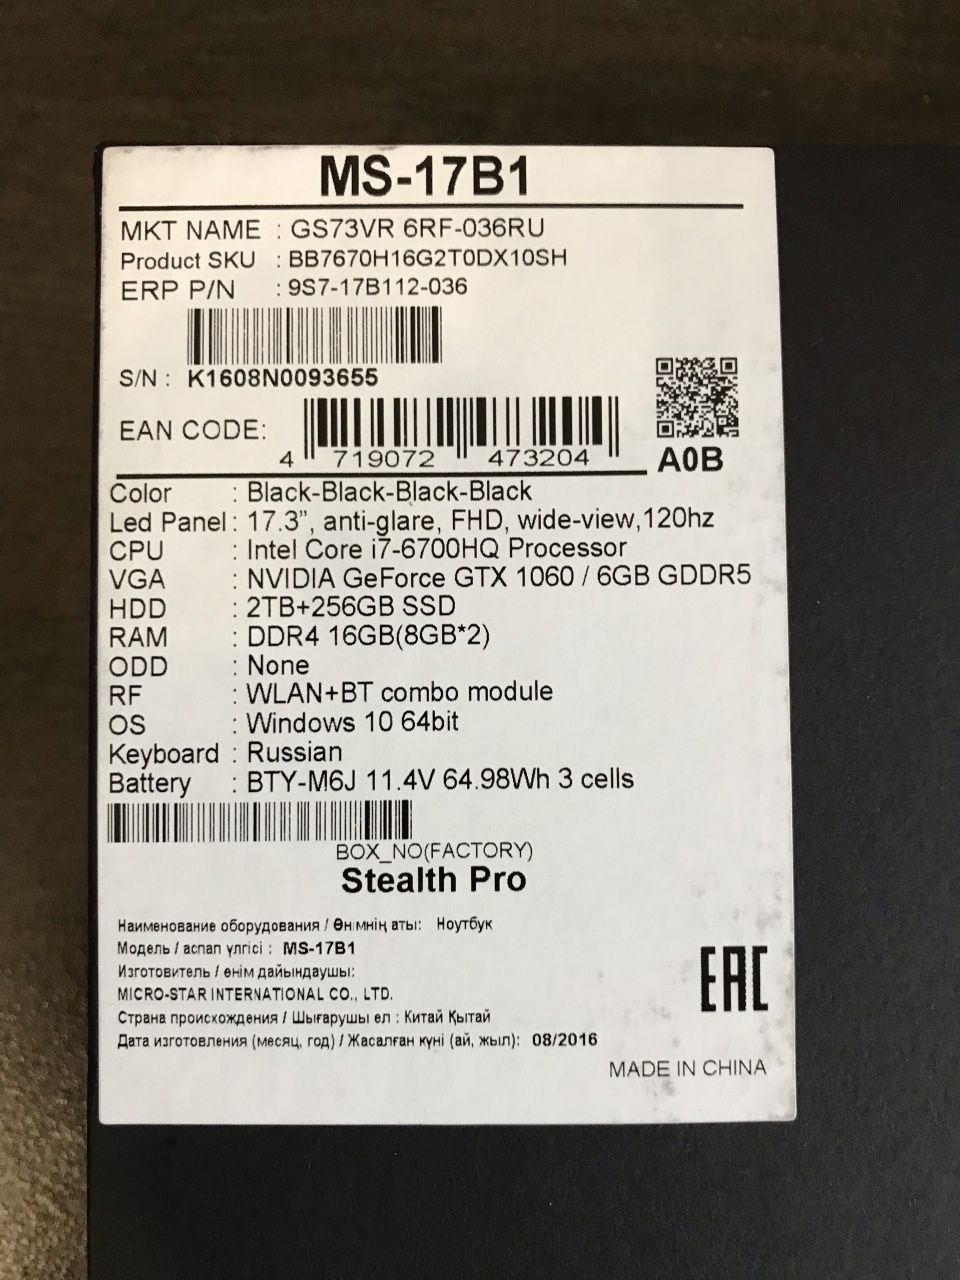 MS-17B1
MKT NAME : GS73VR 6RF-036RU
Product SKU : BB7670H16G2T0DX10SH
ERP P/N : 9S7-17B112-036
S/N : K1608N0093655
EAN CODE: 4 719072 473204
A0B
Color : Black-Black-Black-Black
Led Panel : 17.3”, anti-glare, FHD, wide-view,120hz
CPU : Intel Core i7-6700HQ Processor
VGA : NVIDIA GeForce GTX 1060 / 6GB GDDR5
HDD : 2TB+256GB SSD
RAM : DDR4 16GB(8GB*2)
ODD : None
RF : WLAN+BT combo module
OS : Windows 10 64bit
Keyboard : Russian
Battery : BTY-M6J 11.4V 64.98Wh 3 cells
BOX_NO(FACTORY)
Stealth Pro
Наименование оборудования / Өнімнің аты: Ноутбук
Модель / аспап үлгісі : MS-17B1
Изготовитель / өнім дайындаушы:
MICRO-STAR INTERNATIONAL CO., LTD.
Страна происхождения / Шығарушы ел : Китай Қытай
Дата изготовления (месяц, год) / Жасалған күні (ай, жыл): 08/2016
EAC
MADE IN CHINA